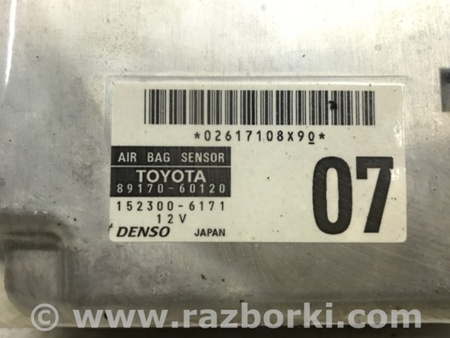 *02617108X90*
AIR BAG SENSOR
TOYOTA
89170-60120
152300-6171
12V
DENSO JAPAN
07
www.razborki.com